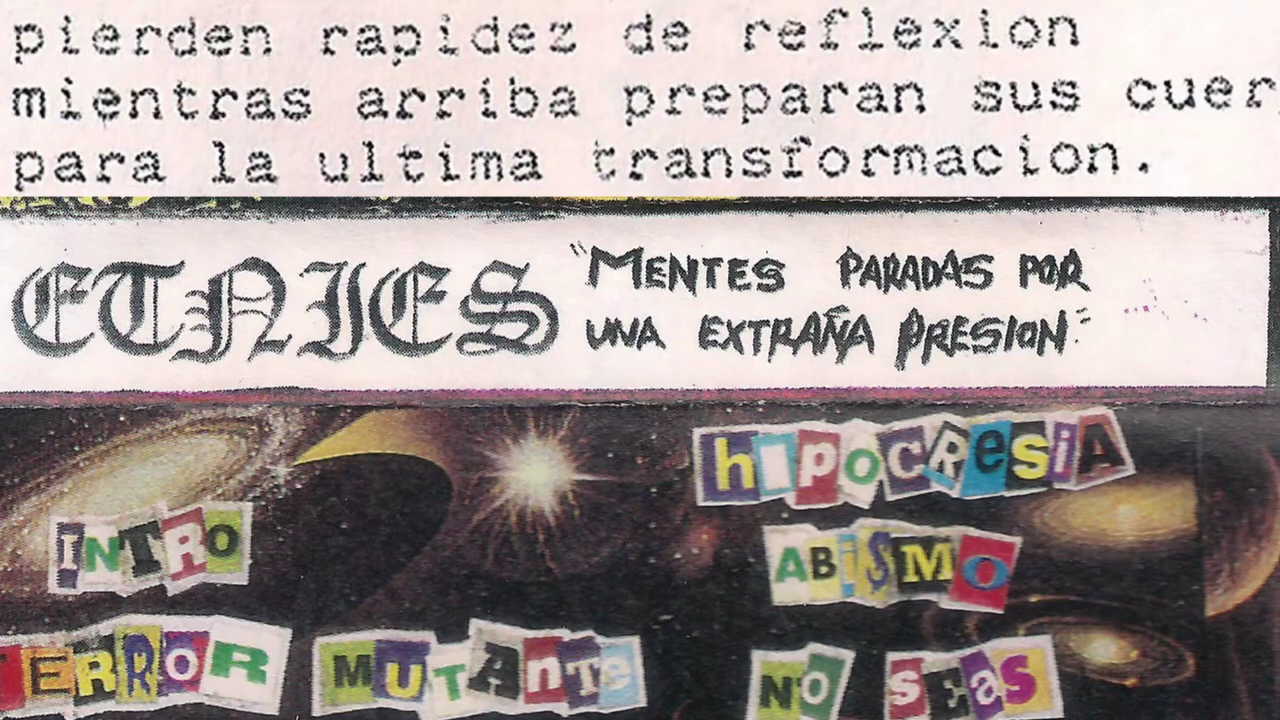 pierden rapidez de reflexion
mientras arriba preparan sus cuer
para la ultima transformacion.
ETNIES
"MENTES PARADAS POR
UNA EXTRAÑA PRESION"
INTRO
TERROR MUTANTE
hIPOCRESIA
ABISMO
NO SEAS